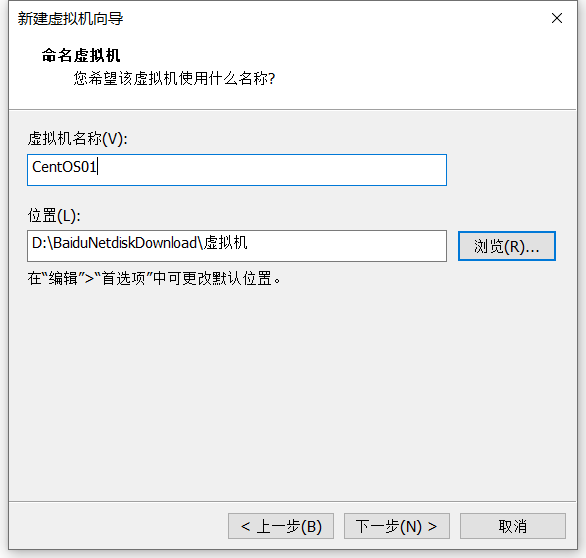 新建虚拟机向导
命名虚拟机
您希望该虚拟机使用什么名称?
虚拟机名称(V):
CentOS01
位置(L):
D:\BaiduNetdiskDownload\虚拟机
浏览(R)...
在“编辑”>“首选项”中可更改默认位置。
< 上一步(B)
下一步(N) >
取消